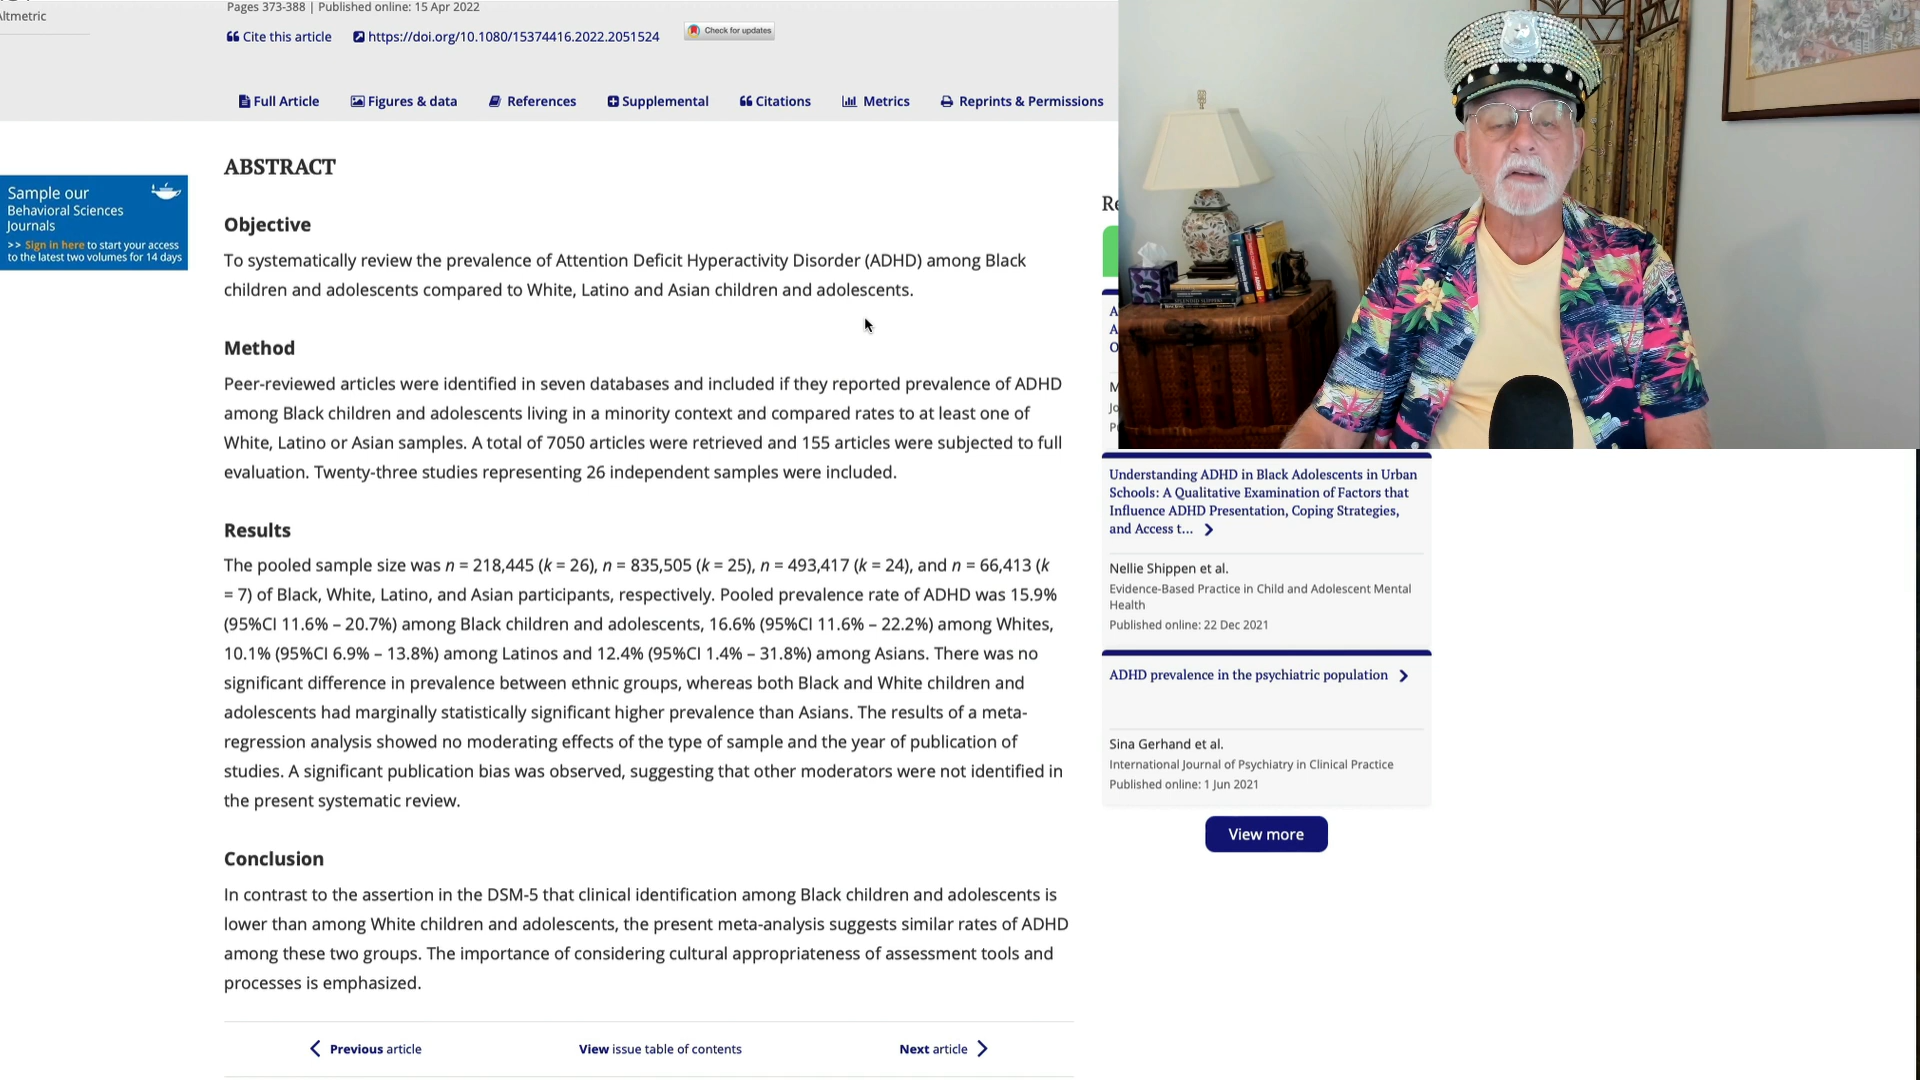 Altmetric
Pages 373-388 | Published online: 15 Apr 2022
Cite this article
https://doi.org/10.1080/15374416.2022.2051524
Check for updates
Full Article
Figures & data
References
Supplemental
Citations
Metrics
Reprints & Permissions
Sample our
Behavioral Sciences
Journals
>> Sign in here to start your access
to the latest two volumes for 14 days
ABSTRACT
Objective
To systematically review the prevalence of Attention Deficit Hyperactivity Disorder (ADHD) among Black
children and adolescents compared to White, Latino and Asian children and adolescents.
Method
Peer-reviewed articles were identified in seven databases and included if they reported prevalence of ADHD
among Black children and adolescents living in a minority context and compared rates to at least one of
White, Latino or Asian samples. A total of 7050 articles were retrieved and 155 articles were subjected to full
evaluation. Twenty-three studies representing 26 independent samples were included.
Results
The pooled sample size was n = 218,445 (k = 26), n = 835,505 (k = 25), n = 493,417 (k = 24), and n = 66,413 (k
= 7) of Black, White, Latino, and Asian participants, respectively. Pooled prevalence rate of ADHD was 15.9%
(95%CI 11.6% – 20.7%) among Black children and adolescents, 16.6% (95%CI 11.6% – 22.2%) among Whites,
10.1% (95%CI 6.9% – 13.8%) among Latinos and 12.4% (95%CI 1.4% – 31.8%) among Asians. There was no
significant difference in prevalence between ethnic groups, whereas both Black and White children and
adolescents had marginally statistically significant higher prevalence than Asians. The results of a meta-
regression analysis showed no moderating effects of the type of sample and the year of publication of
studies. A significant publication bias was observed, suggesting that other moderators were not identified in
the present systematic review.
Conclusion
In contrast to the assertion in the DSM-5 that clinical identification among Black children and adolescents is
lower than among White children and adolescents, the present meta-analysis suggests similar rates of ADHD
among these two groups. The importance of considering cultural appropriateness of assessment tools and
processes is emphasized.
Previous article
View issue table of contents
Next article
Re
A
A
O
M
Jo
P
Understanding ADHD in Black Adolescents in Urban
Schools: A Qualitative Examination of Factors that
Influence ADHD Presentation, Coping Strategies,
and Access t...
Nellie Shippen et al.
Evidence-Based Practice in Child and Adolescent Mental
Health
Published online: 22 Dec 2021
ADHD prevalence in the psychiatric population
Sina Gerhand et al.
International Journal of Psychiatry in Clinical Practice
Published online: 1 Jun 2021
View more